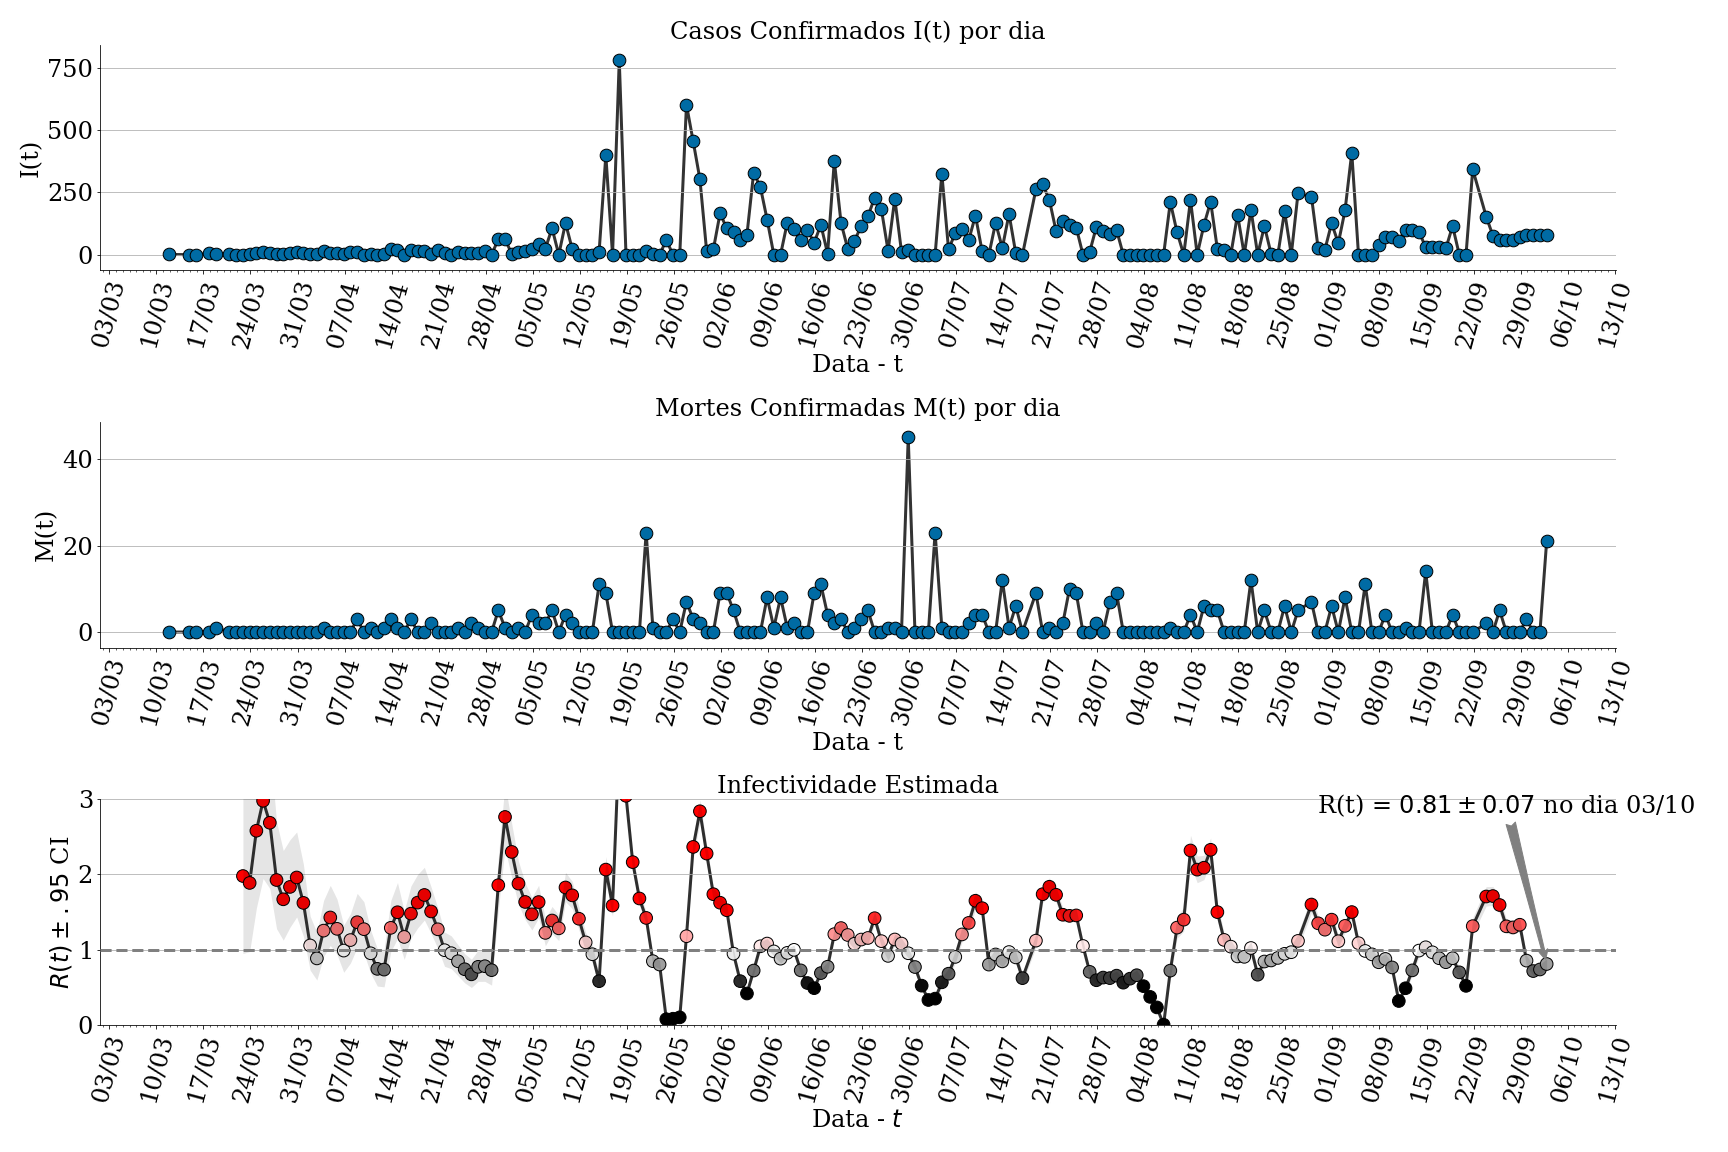 Casos Confirmados I(t) por dia
750
500
250
0
I(t)
03/03 10/03 17/03 24/03 31/03 07/04 14/04 21/04 28/04 05/05 12/05 19/05 26/05 02/06 09/06 16/06 23/06 30/06 07/07 14/07 21/07 28/07 04/08 11/08 18/08 25/08 01/09 08/09 15/09 22/09 29/09 06/10 13/10
Data - t
Mortes Confirmadas M(t) por dia
40
20
0
M(t)
03/03 10/03 17/03 24/03 31/03 07/04 14/04 21/04 28/04 05/05 12/05 19/05 26/05 02/06 09/06 16/06 23/06 30/06 07/07 14/07 21/07 28/07 04/08 11/08 18/08 25/08 01/09 08/09 15/09 22/09 29/09 06/10 13/10
Data - t
Infectividade Estimada
R(t) = 0.81 ± 0.07 no dia 03/10
3
2
1
0
R(t) ± .95 CI
03/03 10/03 17/03 24/03 31/03 07/04 14/04 21/04 28/04 05/05 12/05 19/05 26/05 02/06 09/06 16/06 23/06 30/06 07/07 14/07 21/07 28/07 04/08 11/08 18/08 25/08 01/09 08/09 15/09 22/09 29/09 06/10 13/10
Data - t